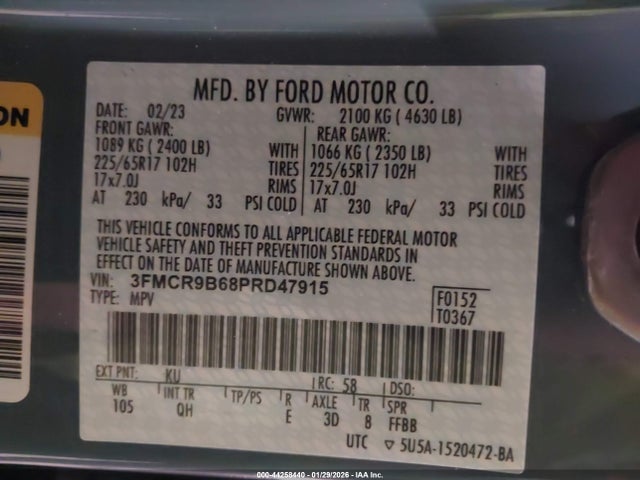 ON
MFD. BY FORD MOTOR CO.
DATE: 02/23 GVWR: 2100 KG ( 4630 LB)
FRONT GAWR: REAR GAWR:
1089 KG ( 2400 LB) WITH 1066 KG ( 2350 LB) WITH
225/65R17 102H TIRES 225/65R17 102H TIRES
17x7.0J RIMS 17x7.0J RIMS
AT 230 kPa/ 33 PSI COLD AT 230 kPa/ 33 PSI COLD
THIS VEHICLE CONFORMS TO ALL APPLICABLE FEDERAL MOTOR
VEHICLE SAFETY AND THEFT PREVENTION STANDARDS IN
EFFECT ON THE DATE OF MANUFACTURE SHOWN ABOVE.
VIN: 3FMCR9B68PRD47915
TYPE: MPV
F0152
T0367
EXT PNT: KU RC: 58 DSO:
WB INT TR TP/PS R AXLE TR SPR
105 QH E 3D 8 FFBB
UTC ▽ 5U5A-1520472-BA
000-44258440 - 01/29/2026 - IAA Inc.